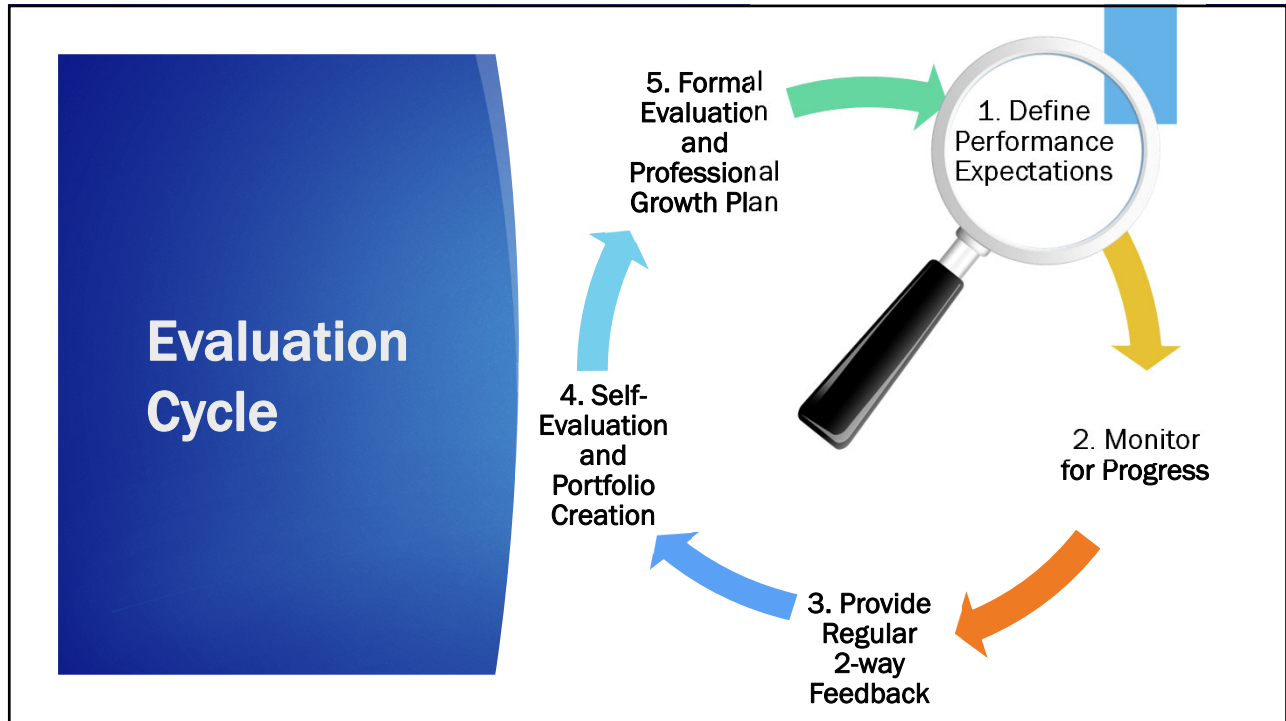 Evaluation
Cycle
1. Define
Performance
Expectations
2. Monitor
for Progress
3. Provide
Regular
2-way
Feedback
4. Self-
Evaluation
and
Portfolio
Creation
5. Formal
Evaluation
and
Professional
Growth Plan